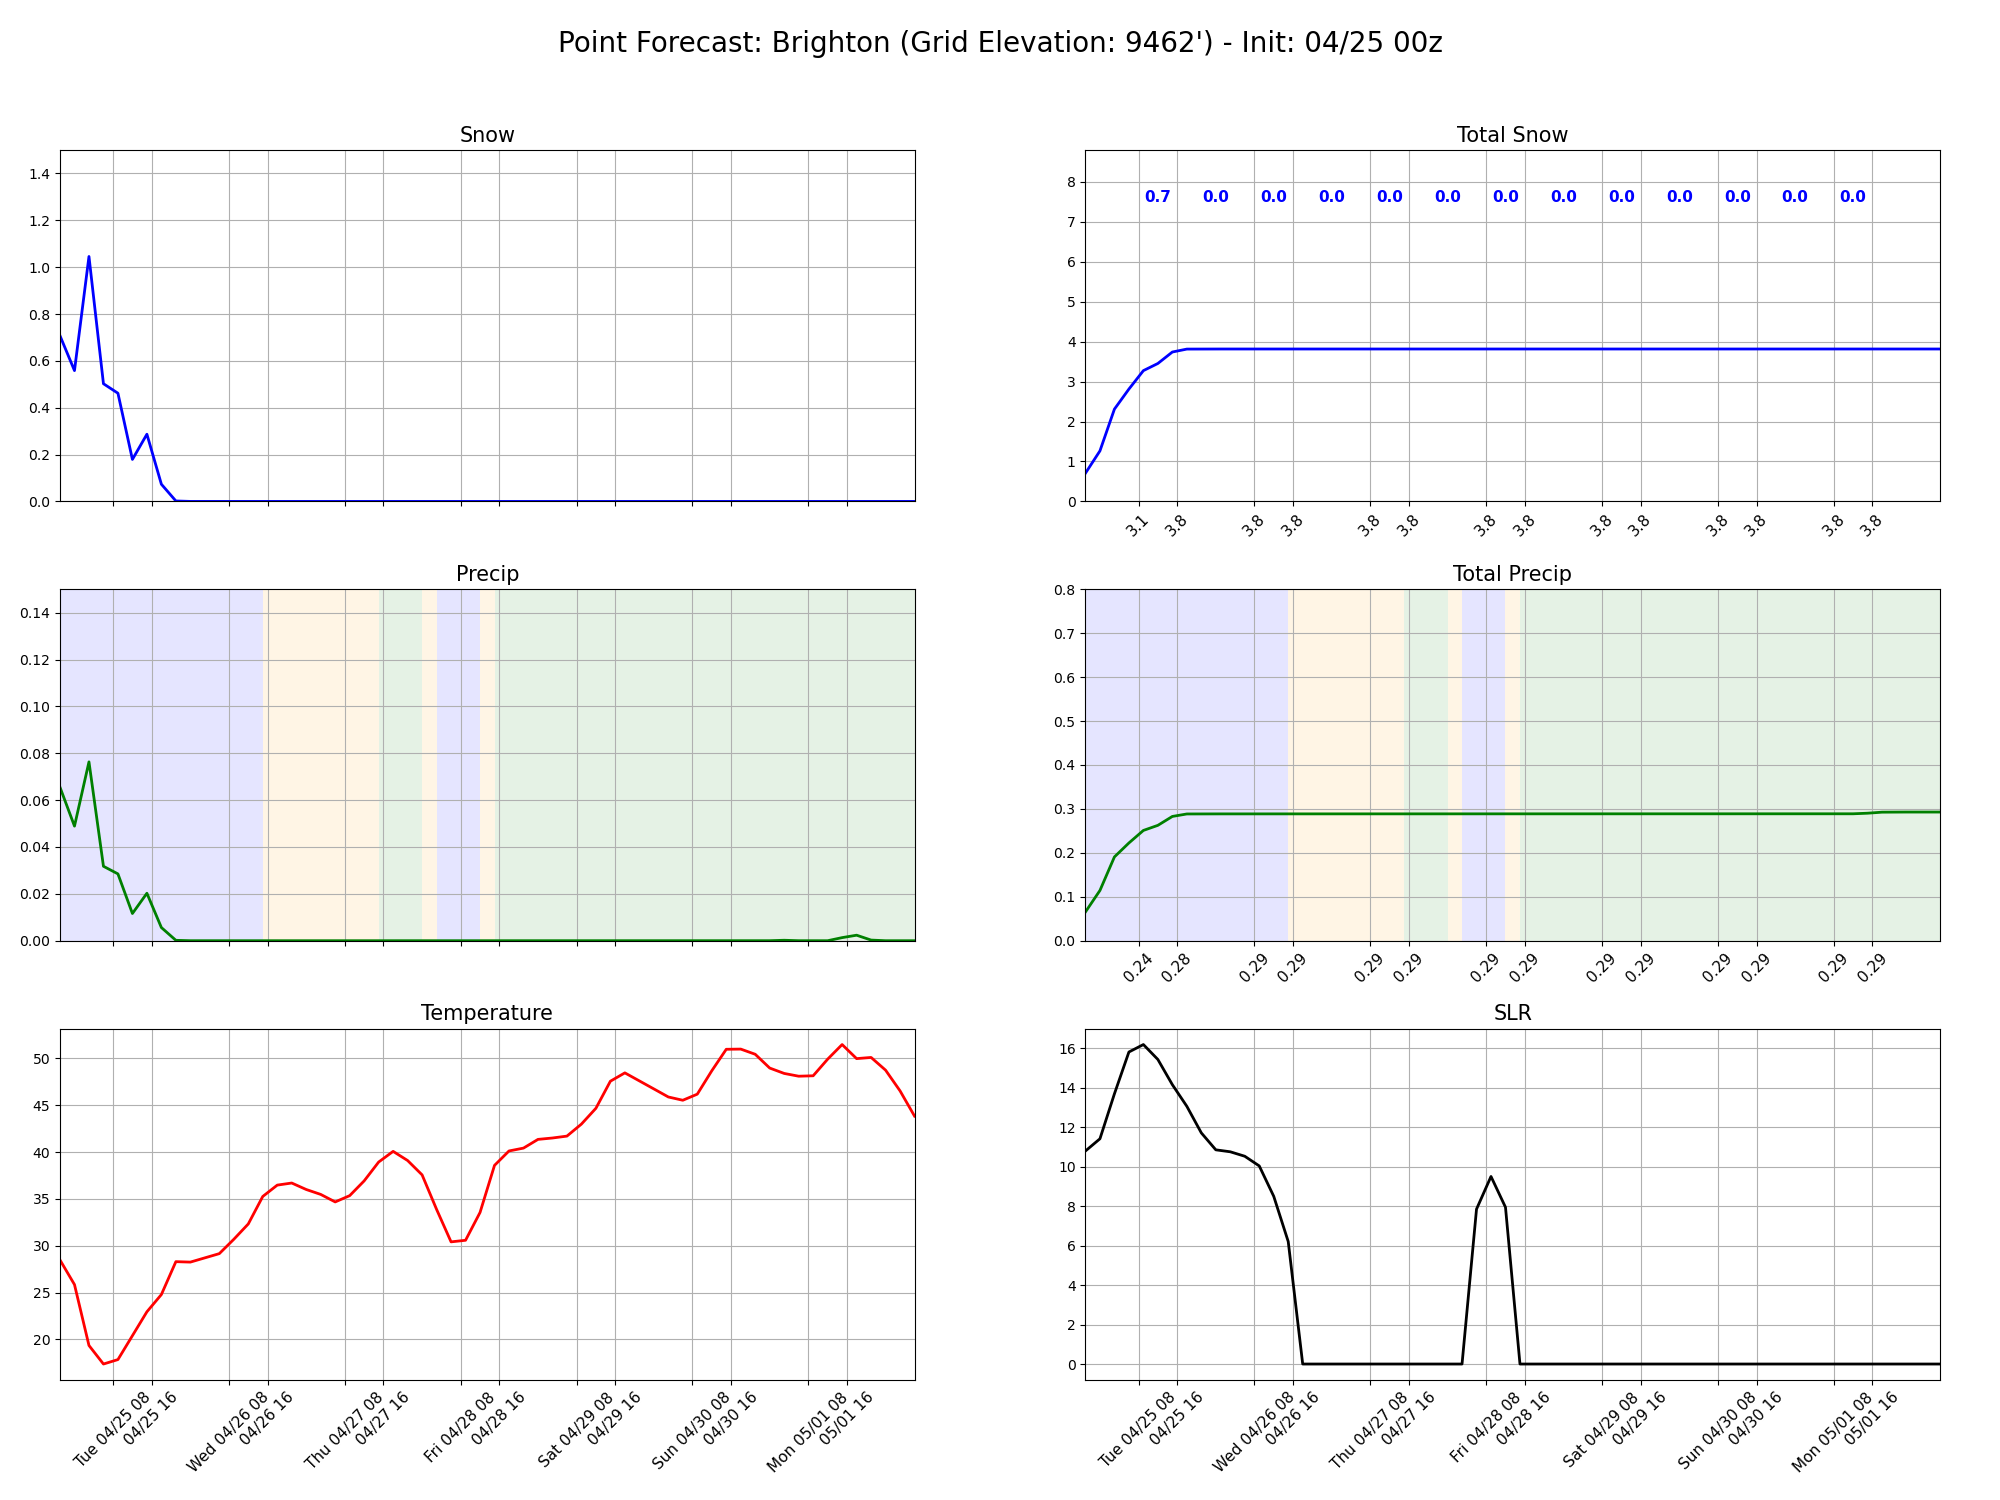 Point Forecast: Brighton (Grid Elevation: 9462') - Init: 04/25 00z
Snow
1.4
1.2
1.0
0.8
0.6
0.4
0.2
0.0
Total Snow
8
7
6
5
4
3
2
1
0
0.7 0.0 0.0 0.0 0.0 0.0 0.0 0.0 0.0 0.0 0.0 0.0 0.0
3.1 3.8 3.8 3.8 3.8 3.8 3.8 3.8 3.8 3.8 3.8 3.8 3.8 3.8
Precip
0.14
0.12
0.10
0.08
0.06
0.04
0.02
0.00
Total Precip
0.8
0.7
0.6
0.5
0.4
0.3
0.2
0.1
0.0
0.24 0.28 0.29 0.29 0.29 0.29 0.29 0.29 0.29 0.29 0.29 0.29 0.29 0.29
Temperature
50
45
40
35
30
25
20
Tue 04/25 08
04/25 16
Wed 04/26 08
04/26 16
Thu 04/27 08
04/27 16
Fri 04/28 08
04/28 16
Sat 04/29 08
04/29 16
Sun 04/30 08
04/30 16
Mon 05/01 08
05/01 16
SLR
16
14
12
10
8
6
4
2
0
Tue 04/25 08
04/25 16
Wed 04/26 08
04/26 16
Thu 04/27 08
04/27 16
Fri 04/28 08
04/28 16
Sat 04/29 08
04/29 16
Sun 04/30 08
04/30 16
Mon 05/01 08
05/01 16